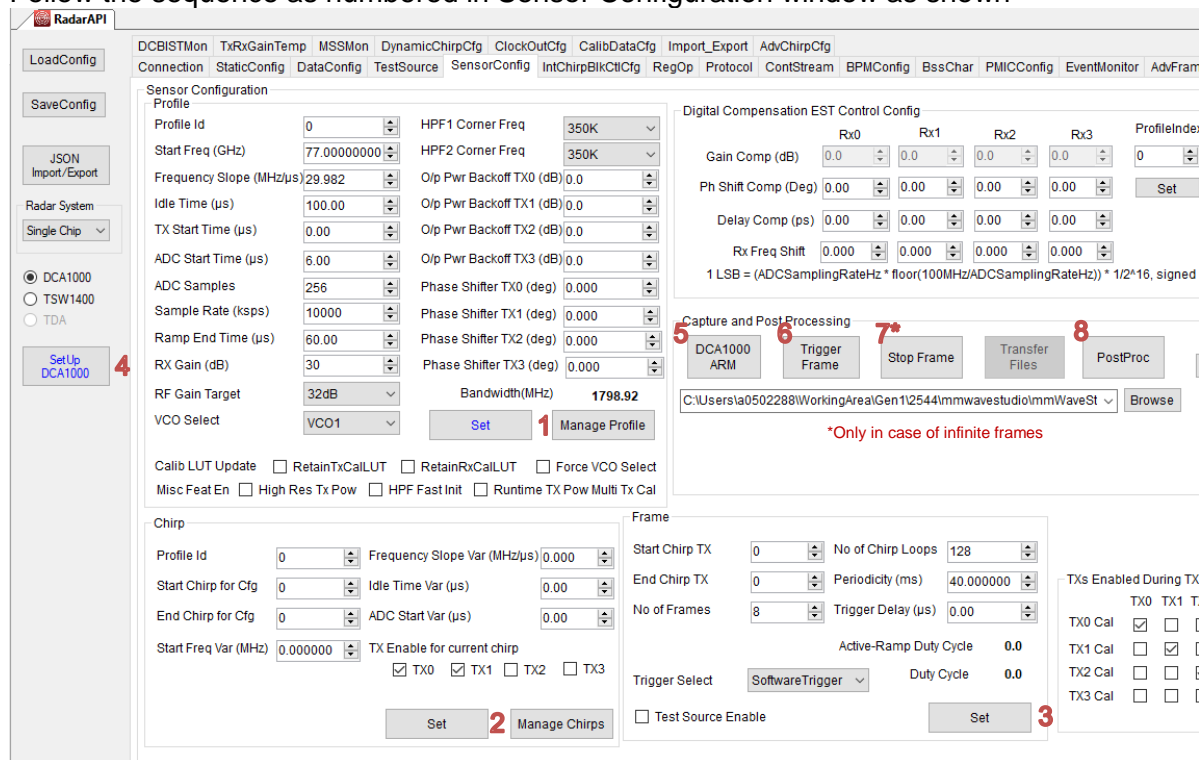 Follow the sequence as numbered in Sensor Configuration window as shown
RadarAPI
LoadConfig
SaveConfig
JSON
Import/Export
Radar System
Single Chip
DCA1000
TSW1400
TDA
SetUp
DCA1000
4
DCBISTMon TxRxGainTemp MSSMon DynamicChirpCfg ClockOutCfg CalibDataCfg Import_Export AdvChirpCfg
Connection StaticConfig DataConfig TestSource SensorConfig IntChirpBlkCtlCfg RegOp Protocol ContStream BPMConfig BssChar PMICConfig EventMonitor AdvFram
Sensor Configuration
Profile
Profile Id 0 HPF1 Corner Freq 350K
Start Freq (GHz) 77.00000000 HPF2 Corner Freq 350K
Frequency Slope (MHz/µs) 29.982 O/p Pwr Backoff TX0 (dB) 0.0
Idle Time (µs) 100.00 O/p Pwr Backoff TX1 (dB) 0.0
TX Start Time (µs) 0.00 O/p Pwr Backoff TX2 (dB) 0.0
ADC Start Time (µs) 6.00 O/p Pwr Backoff TX3 (dB) 0.0
ADC Samples 256 Phase Shifter TX0 (deg) 0.000
Sample Rate (ksps) 10000 Phase Shifter TX1 (deg) 0.000
Ramp End Time (µs) 60.00 Phase Shifter TX2 (deg) 0.000
RX Gain (dB) 30 Phase Shifter TX3 (deg) 0.000
RF Gain Target 32dB Bandwidth(MHz) 1798.92
VCO Select VCO1 Set 1 Manage Profile
Calib LUT Update RetainTxCalLUT RetainRxCalLUT Force VCO Select
Misc Feat En High Res Tx Pow HPF Fast Init Runtime TX Pow Multi Tx Cal
Digital Compensation EST Control Config
Rx0 Rx1 Rx2 Rx3 ProfileIndex
Gain Comp (dB) 0.0 0.0 0.0 0.0 0
Ph Shift Comp (Deg) 0.00 0.00 0.00 0.00 Set
Delay Comp (ps) 0.00 0.00 0.00 0.00
Rx Freq Shift 0.000 0.000 0.000 0.000
1 LSB = (ADCSamplingRateHz * floor(100MHz/ADCSamplingRateHz)) * 1/2^16, signed
Capture and Post Processing
5 6 7* 8
DCA1000 ARM Trigger Frame Stop Frame Transfer Files PostProc
C:\Users\a0502288\WorkingArea\Gen1\2544\mmwavestudio\mmWaveSt Browse
*Only in case of infinite frames
Chirp
Profile Id 0 Frequency Slope Var (MHz/µs) 0.000
Start Chirp for Cfg 0 Idle Time Var (µs) 0.00
End Chirp for Cfg 0 ADC Start Var (µs) 0.00
Start Freq Var (MHz) 0.000000 TX Enable for current chirp
TX0 TX1 TX2 TX3
Set 2 Manage Chirps
Frame
Start Chirp TX 0 No of Chirp Loops 128
End Chirp TX 0 Periodicity (ms) 40.000000
No of Frames 8 Trigger Delay (µs) 0.00
Active-Ramp Duty Cycle 0.0
Trigger Select SoftwareTrigger Duty Cycle 0.0
Test Source Enable Set 3
TXs Enabled During TX
TX0 TX1
TX0 Cal
TX1 Cal
TX2 Cal
TX3 Cal